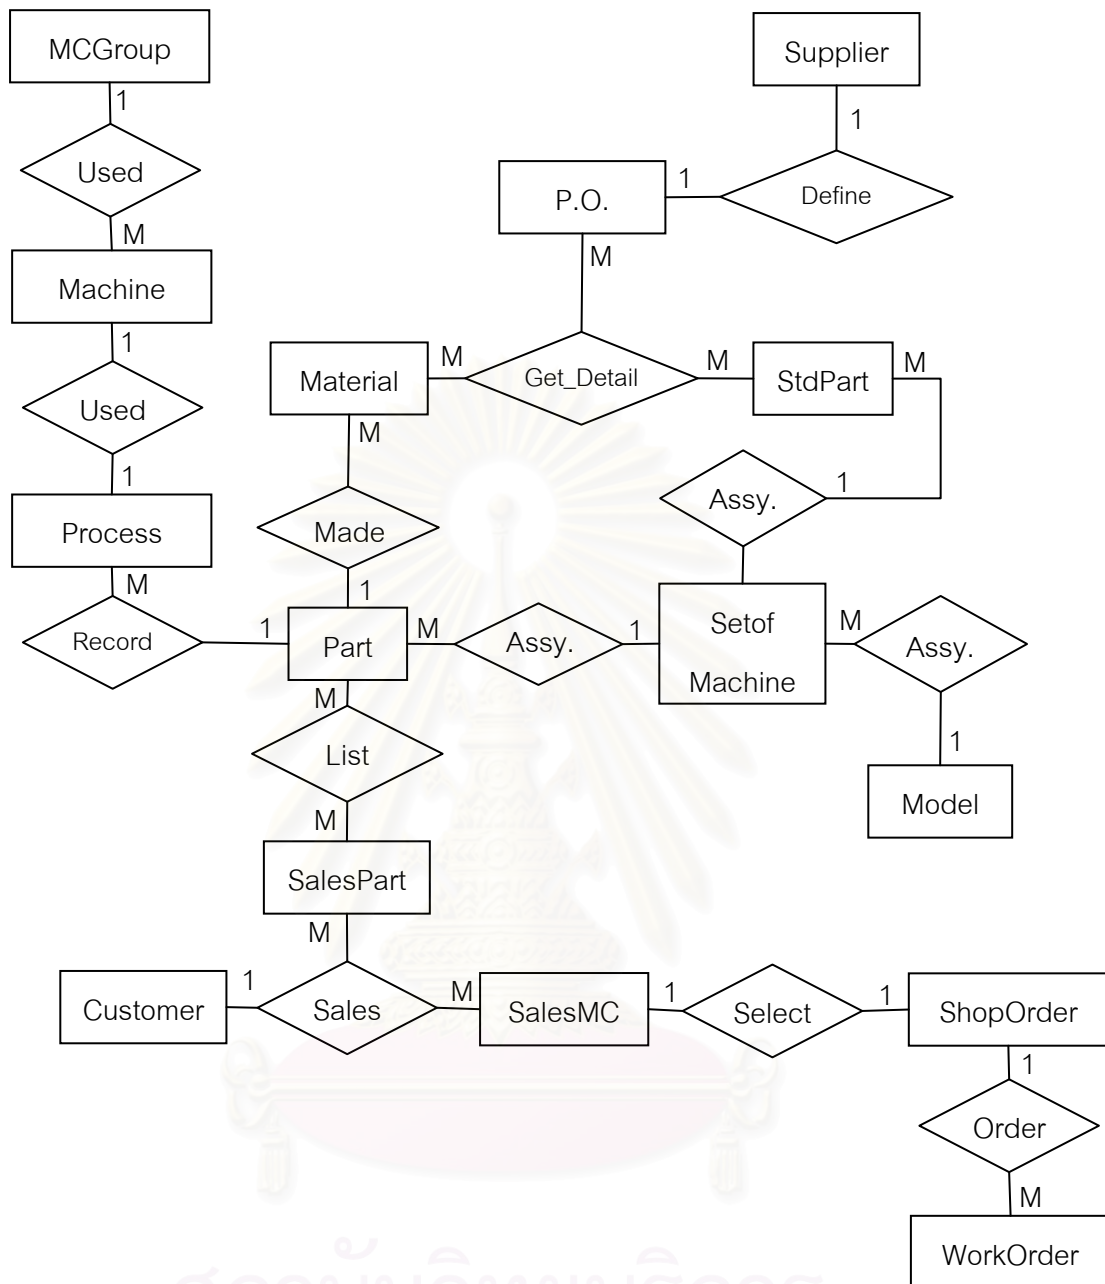 MCGroup
Supplier
1
1
Used
P.O.
1
Define
M
M
Machine
1
Material
M
Get_Detail
M
StdPart
M
Used
M
1
Assy.
1
Process
Made
M
1
Record
1
Part
M
Assy.
1
Setof
Machine
M
Assy.
M
List
1
M
Model
SalesPart
M
Customer
1
Sales
M
SalesMC
1
Select
1
ShopOrder
1
Order
M
WorkOrder